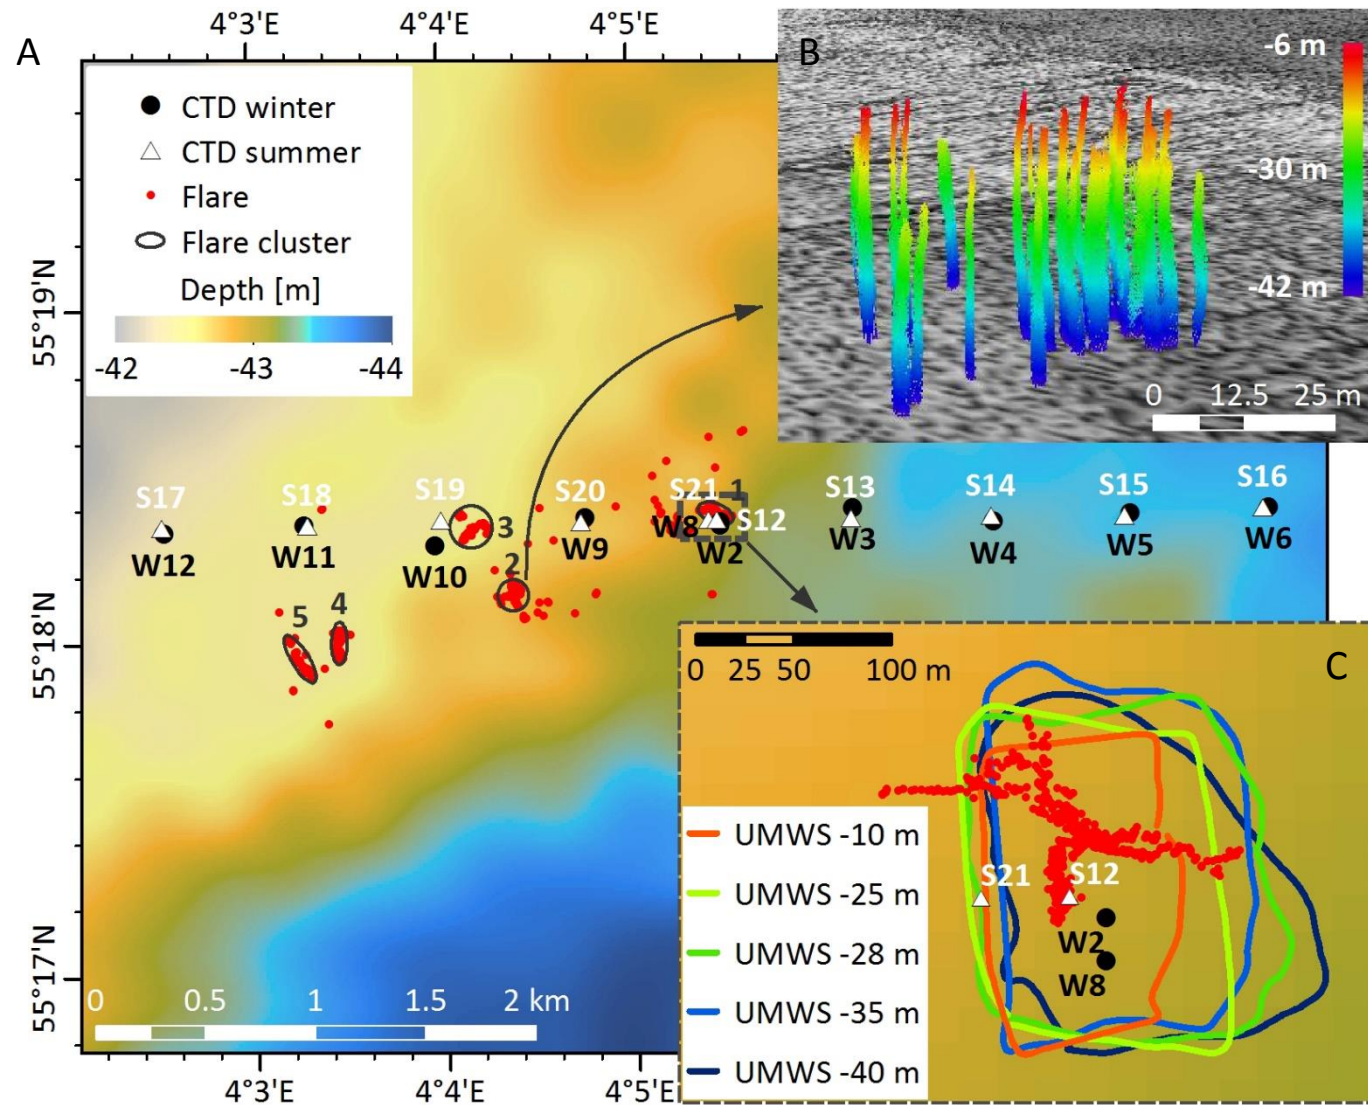 A
4°3'E
4°4'E
4°5'E
CTD winter
CTD summer
Flare
Flare cluster
Depth [m]
-42
-43
-44
55°19'N
55°18'N
55°17'N
B
-6 m
-30 m
-42 m
0 12.5 25 m
S17
S18
S19
S20
S21
1
S12
S13
S14
S15
S16
W12
W11
W10
3
W9
W8
W2
W3
W4
W5
W6
2
5
4
0 0.5 1 1.5 2 km
4°3'E
4°4'E
4°5'E
0 25 50 100 m
C
UMWS -10 m
UMWS -25 m
UMWS -28 m
UMWS -35 m
UMWS -40 m
S21
S12
W2
W8